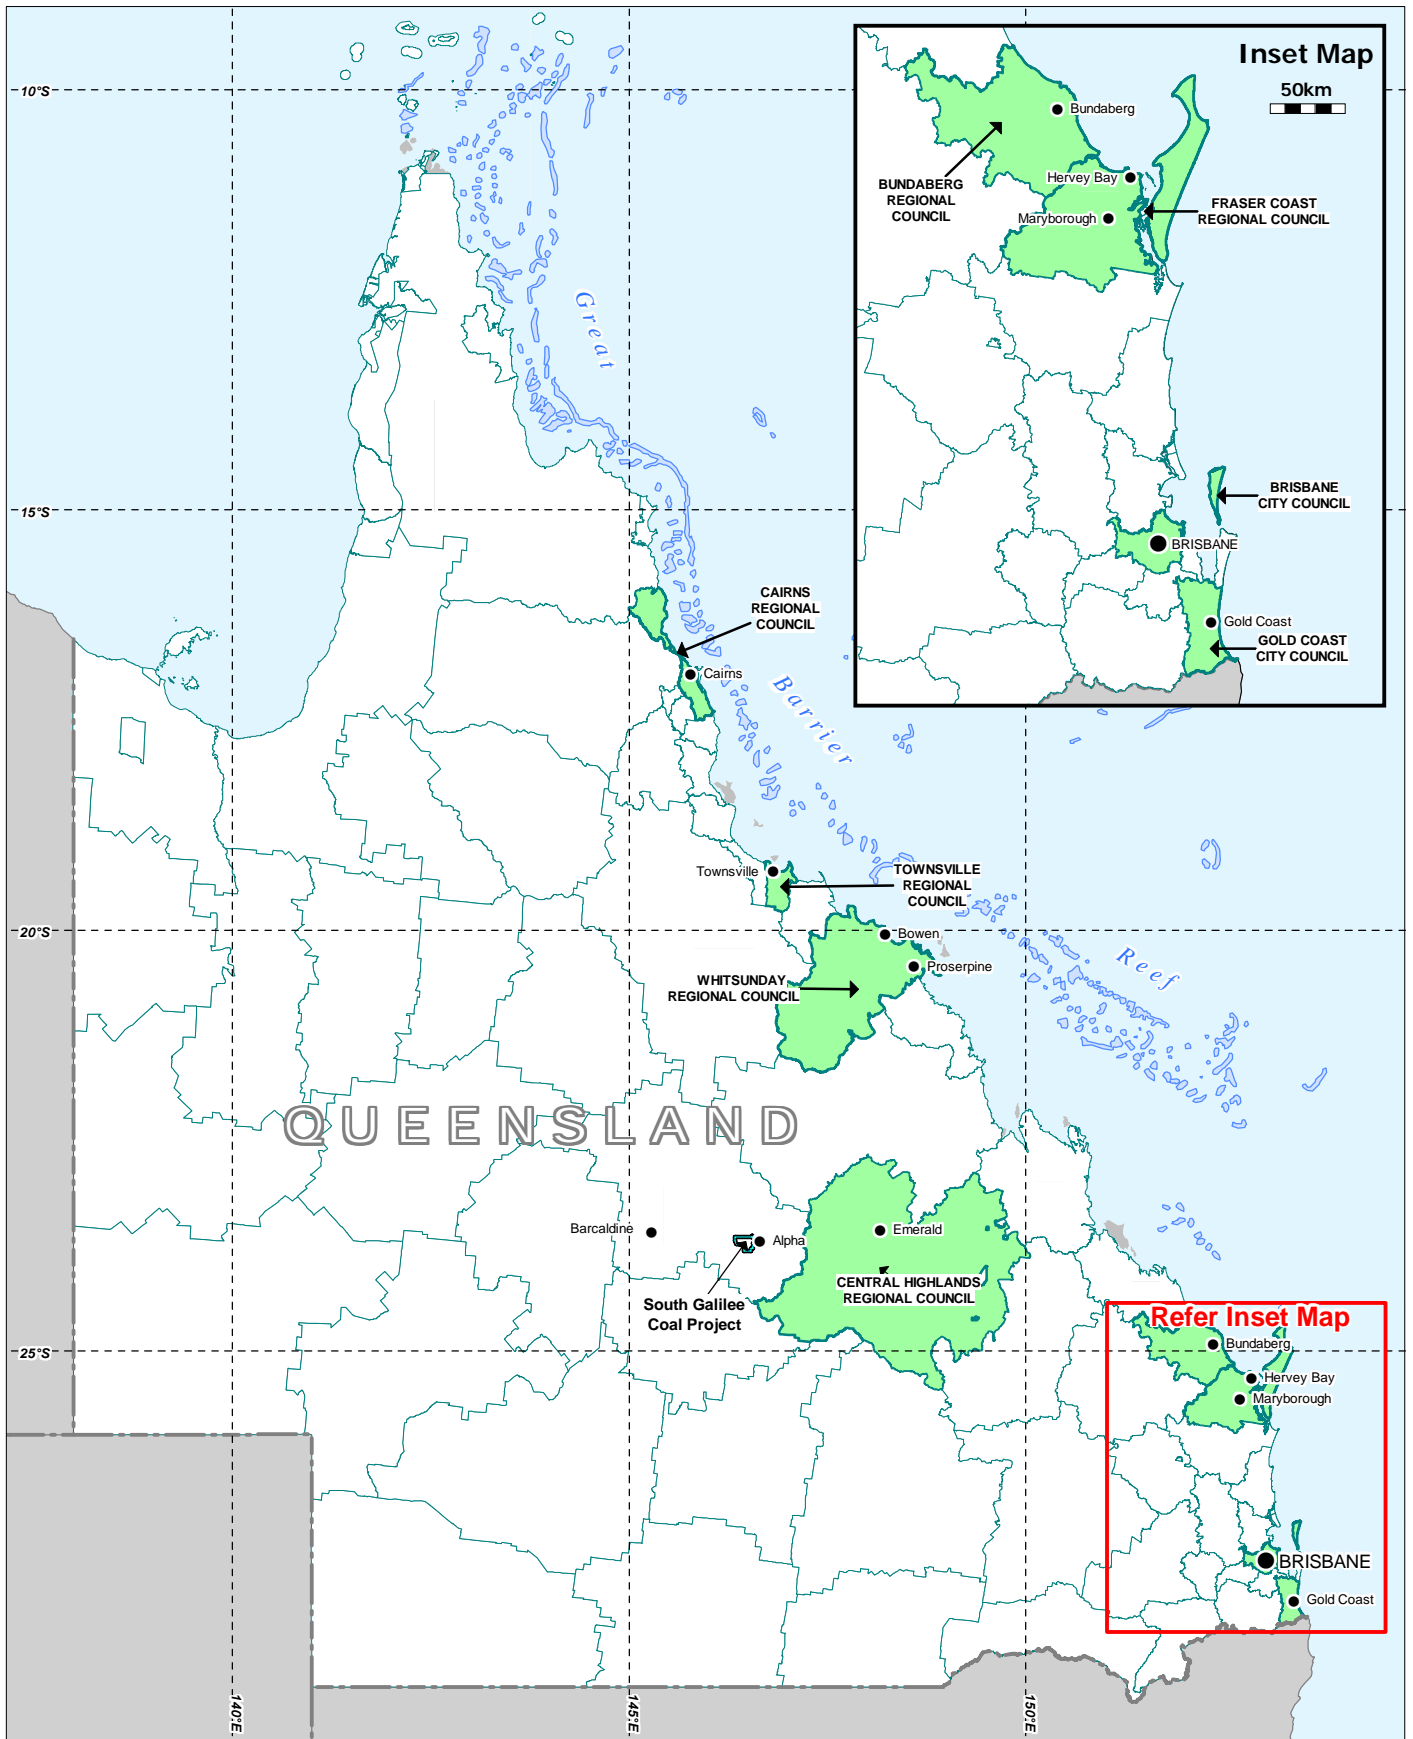 Inset Map
50km
10°S
Bundaberg
Hervey Bay
BUNDABERG
REGIONAL
COUNCIL
FRASER COAST
REGIONAL COUNCIL
Maryborough
Great
BRISBANE
CITY COUNCIL
15°S
BRISBANE
CAIRNS
REGIONAL
COUNCIL
Gold Coast
GOLD COAST
CITY COUNCIL
Cairns
Barrier
Townsville
TOWNSVILLE
REGIONAL
COUNCIL
20°S
Bowen
Reef
Proserpine
WHITSUNDAY
REGIONAL COUNCIL
QUEENSLAND
Barcaldine
Emerald
Alpha
CENTRAL HIGHLANDS
REGIONAL COUNCIL
South Galilee
Coal Project
Refer Inset Map
25°S
Bundaberg
Hervey Bay
Maryborough
BRISBANE
Gold Coast
140°E
145°E
150°E